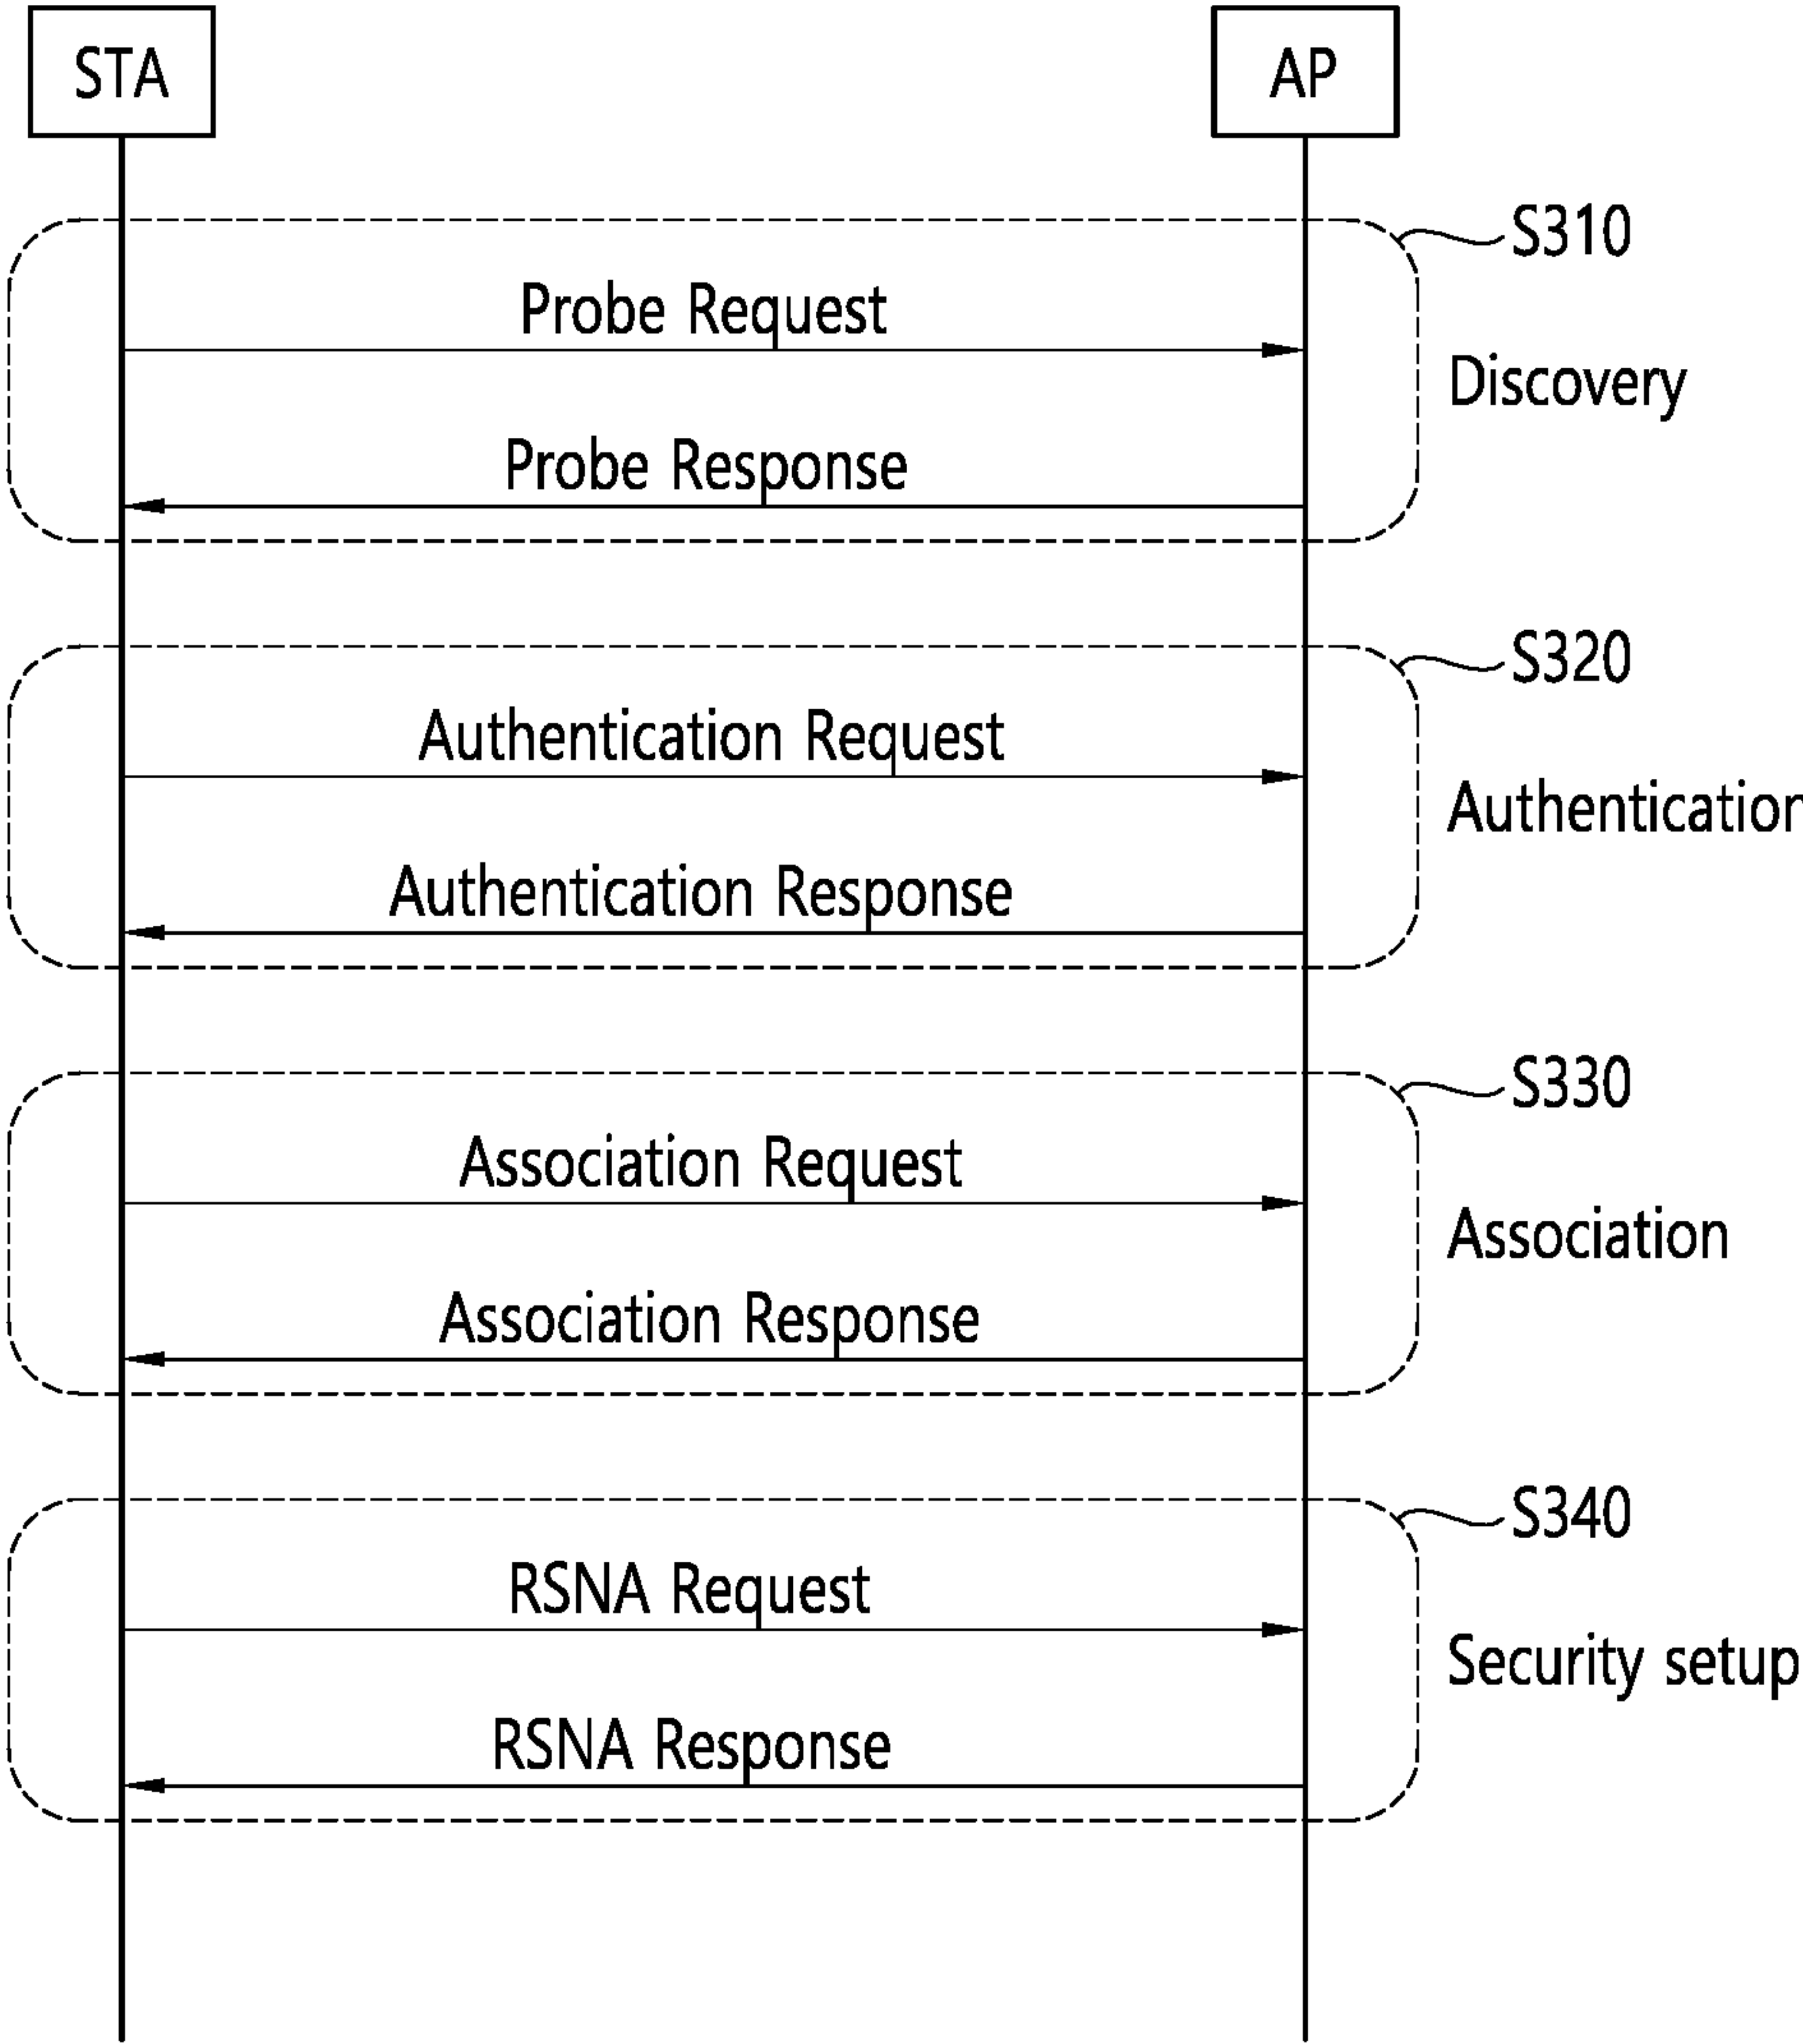 STA
AP
S310
Probe Request
Discovery
Probe Response
S320
Authentication Request
Authentication
Authentication Response
S330
Association Request
Association
Association Response
S340
RSNA Request
Security setup
RSNA Response